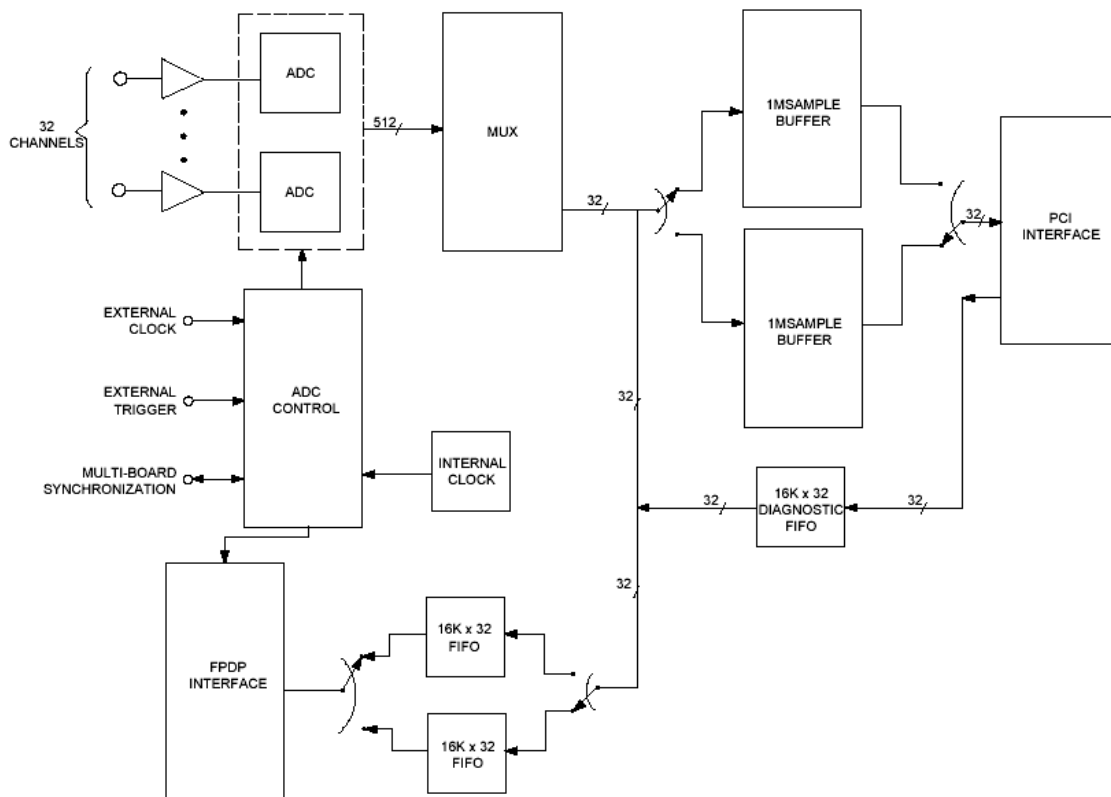 32
CHANNELS
ADC
ADC
512
MUX
32
1MSAMPLE
BUFFER
1MSAMPLE
BUFFER
32
PCI
INTERFACE
EXTERNAL
CLOCK
EXTERNAL
TRIGGER
MULTI-BOARD
SYNCHRONIZATION
ADC
CONTROL
INTERNAL
CLOCK
32
32
16K x 32
DIAGNOSTIC
FIFO
32
32
FPDP
INTERFACE
16K x 32
FIFO
16K x 32
FIFO